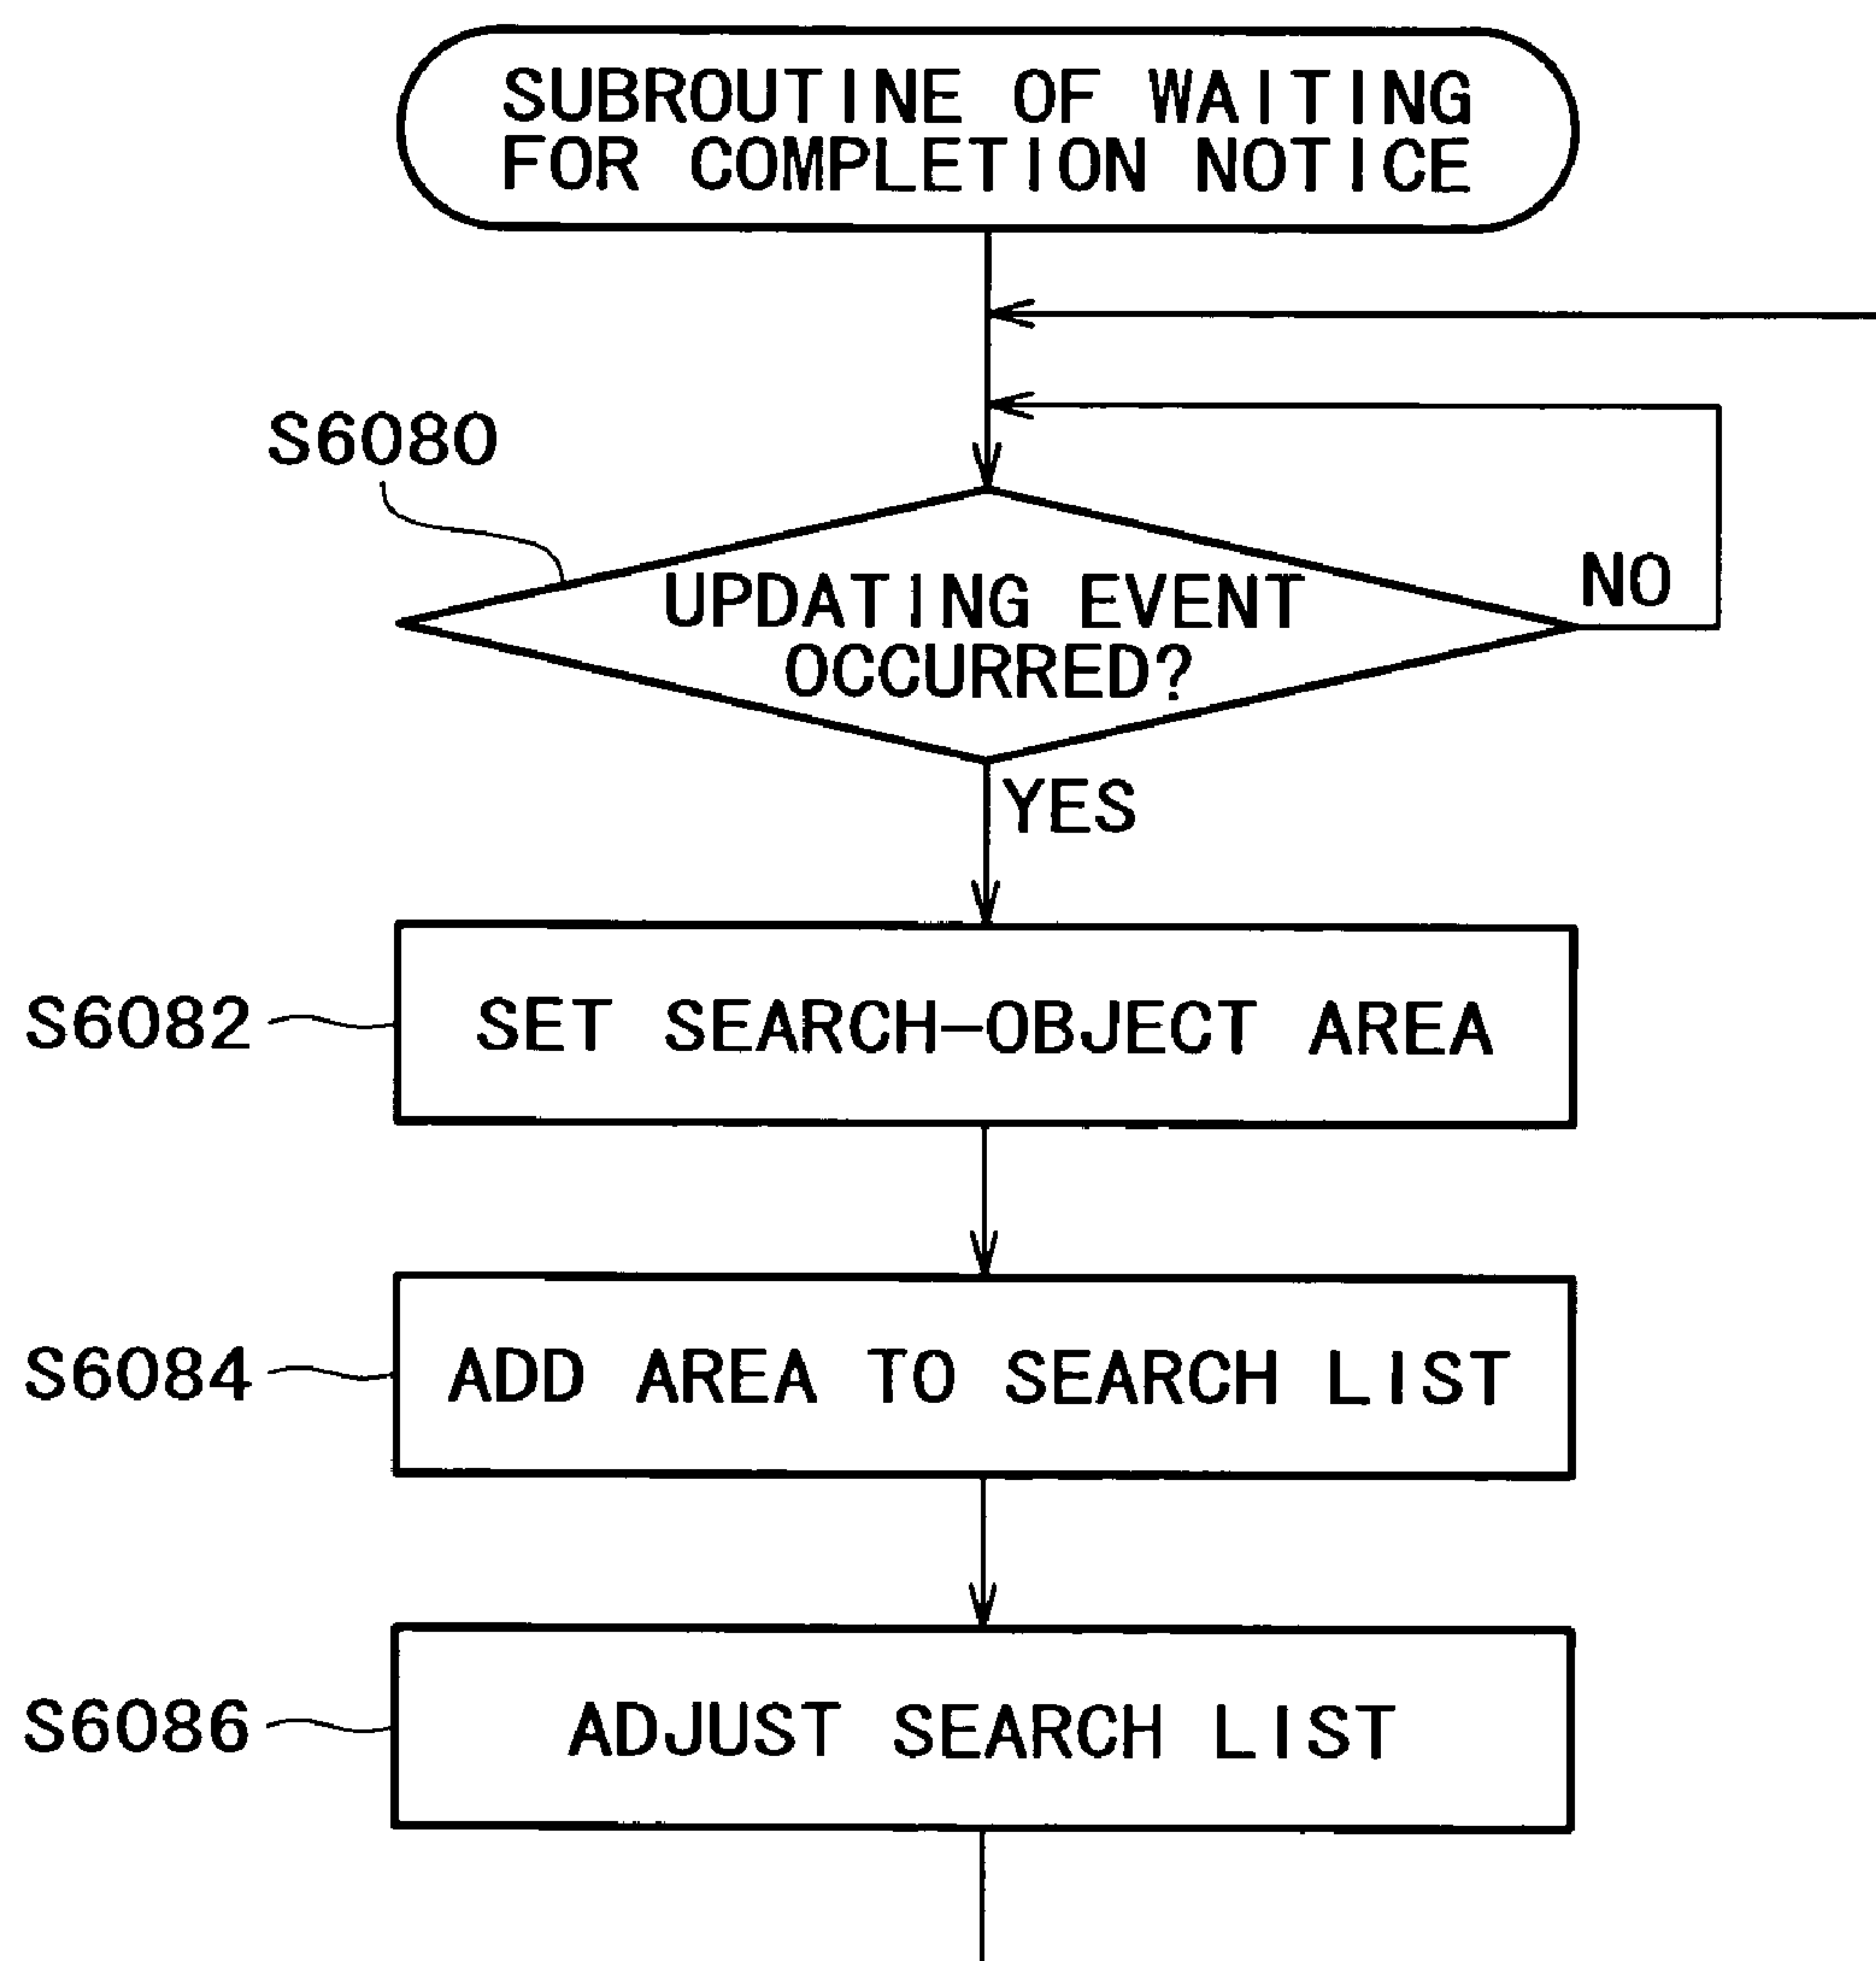 SUBROUTINE OF WAITING
FOR COMPLETION NOTICE
S6080
UPDATING EVENT
OCCURRED?
NO
YES
S6082
SET SEARCH-OBJECT AREA
S6084
ADD AREA TO SEARCH LIST
S6086
ADJUST SEARCH LIST